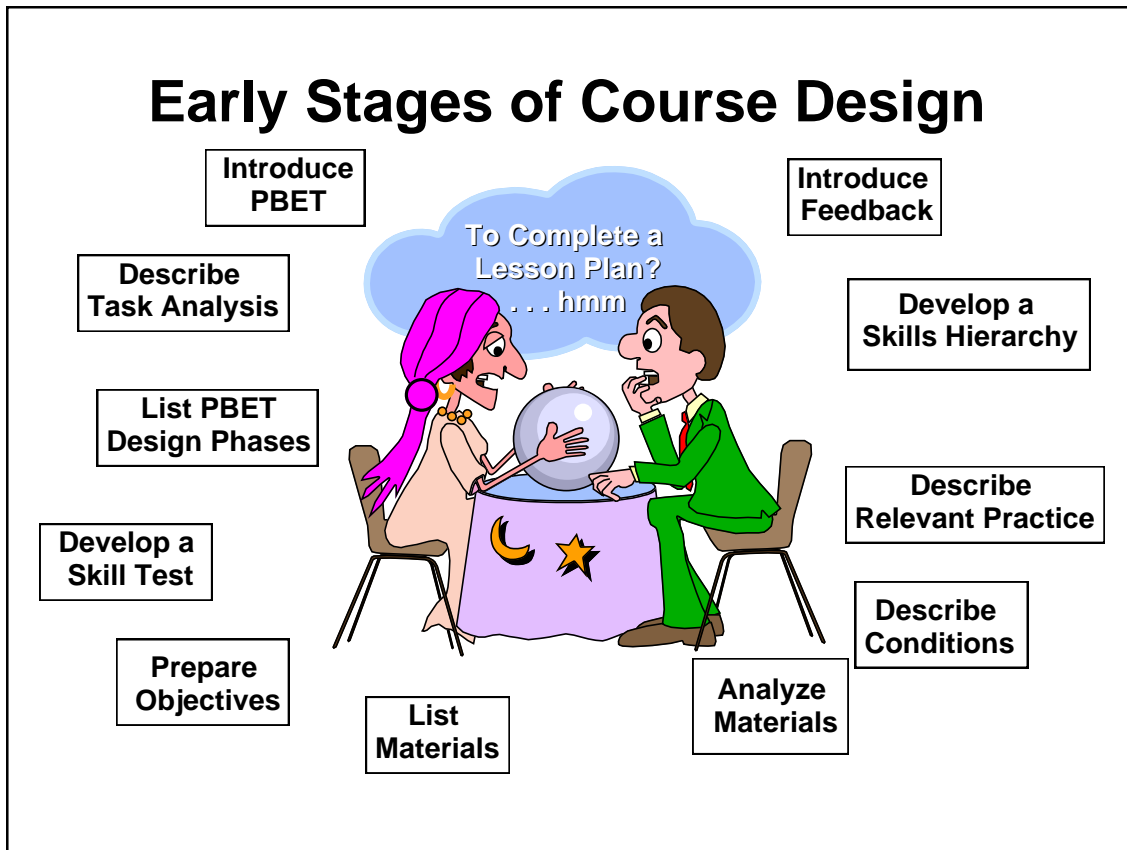 Early Stages of Course Design
Introduce
PBET
Introduce
Feedback
To Complete a
Lesson Plan?
. . . hmm
Describe
Task Analysis
Develop a
Skills Hierarchy
List PBET
Design Phases
Describe
Relevant Practice
Develop a
Skill Test
Describe
Conditions
Prepare
Objectives
List
Materials
Analyze
Materials